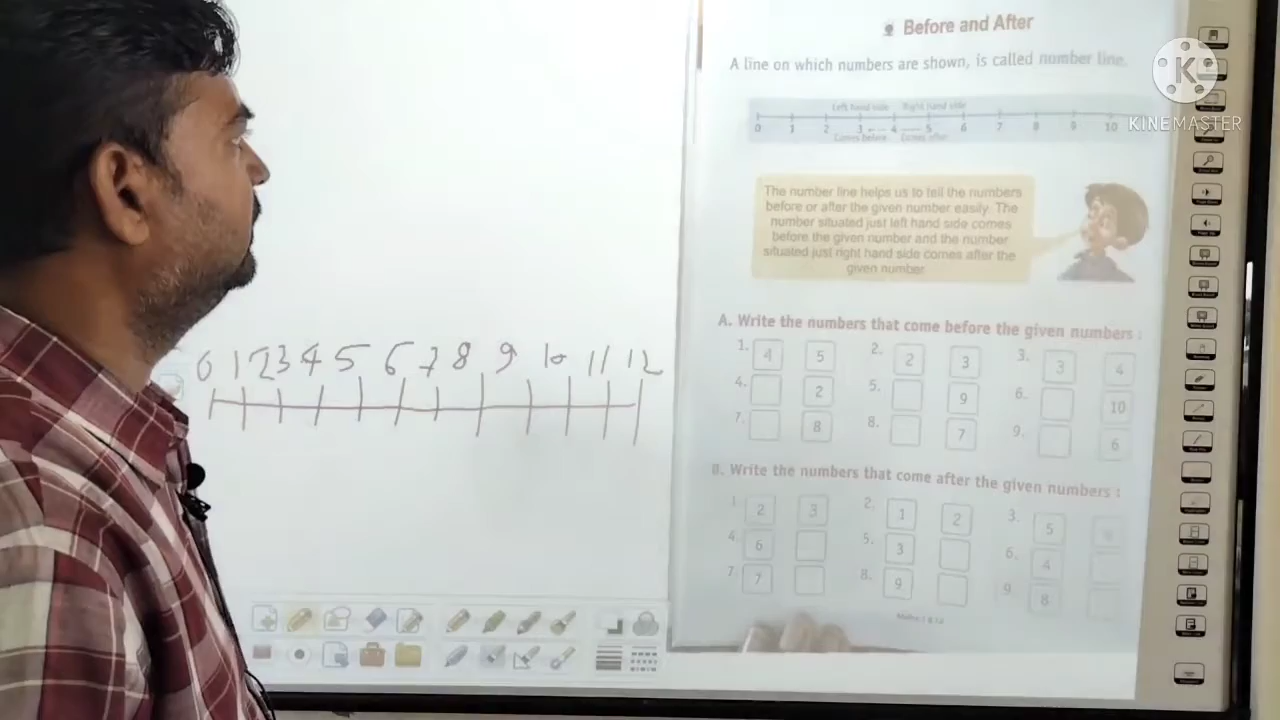 Before and After
A line on which numbers are shown, is called number line.
KINEMASTER
Left hand side Right hand side
0 1 2 3 4 5 6 7 8 9 10
Comes before Comes after
The number line helps us to tell the numbers
before or after the given number easily. The
number situated just left hand side comes
before the given number and the number
situated just right hand side comes after the
given number
A. Write the numbers that come before the given numbers :
1. 4 5 2. 2 3 3. 3 4
4. 2 5. 9 6. 10
7. 8 8. 7 9. 6
0 1 2 3 4 5 6 7 8 9 10 11 12
B. Write the numbers that come after the given numbers :
1. 2 3 2. 1 2 3. 5
4. 6 5. 3 6. 4
7. 7 8. 9 9. 8